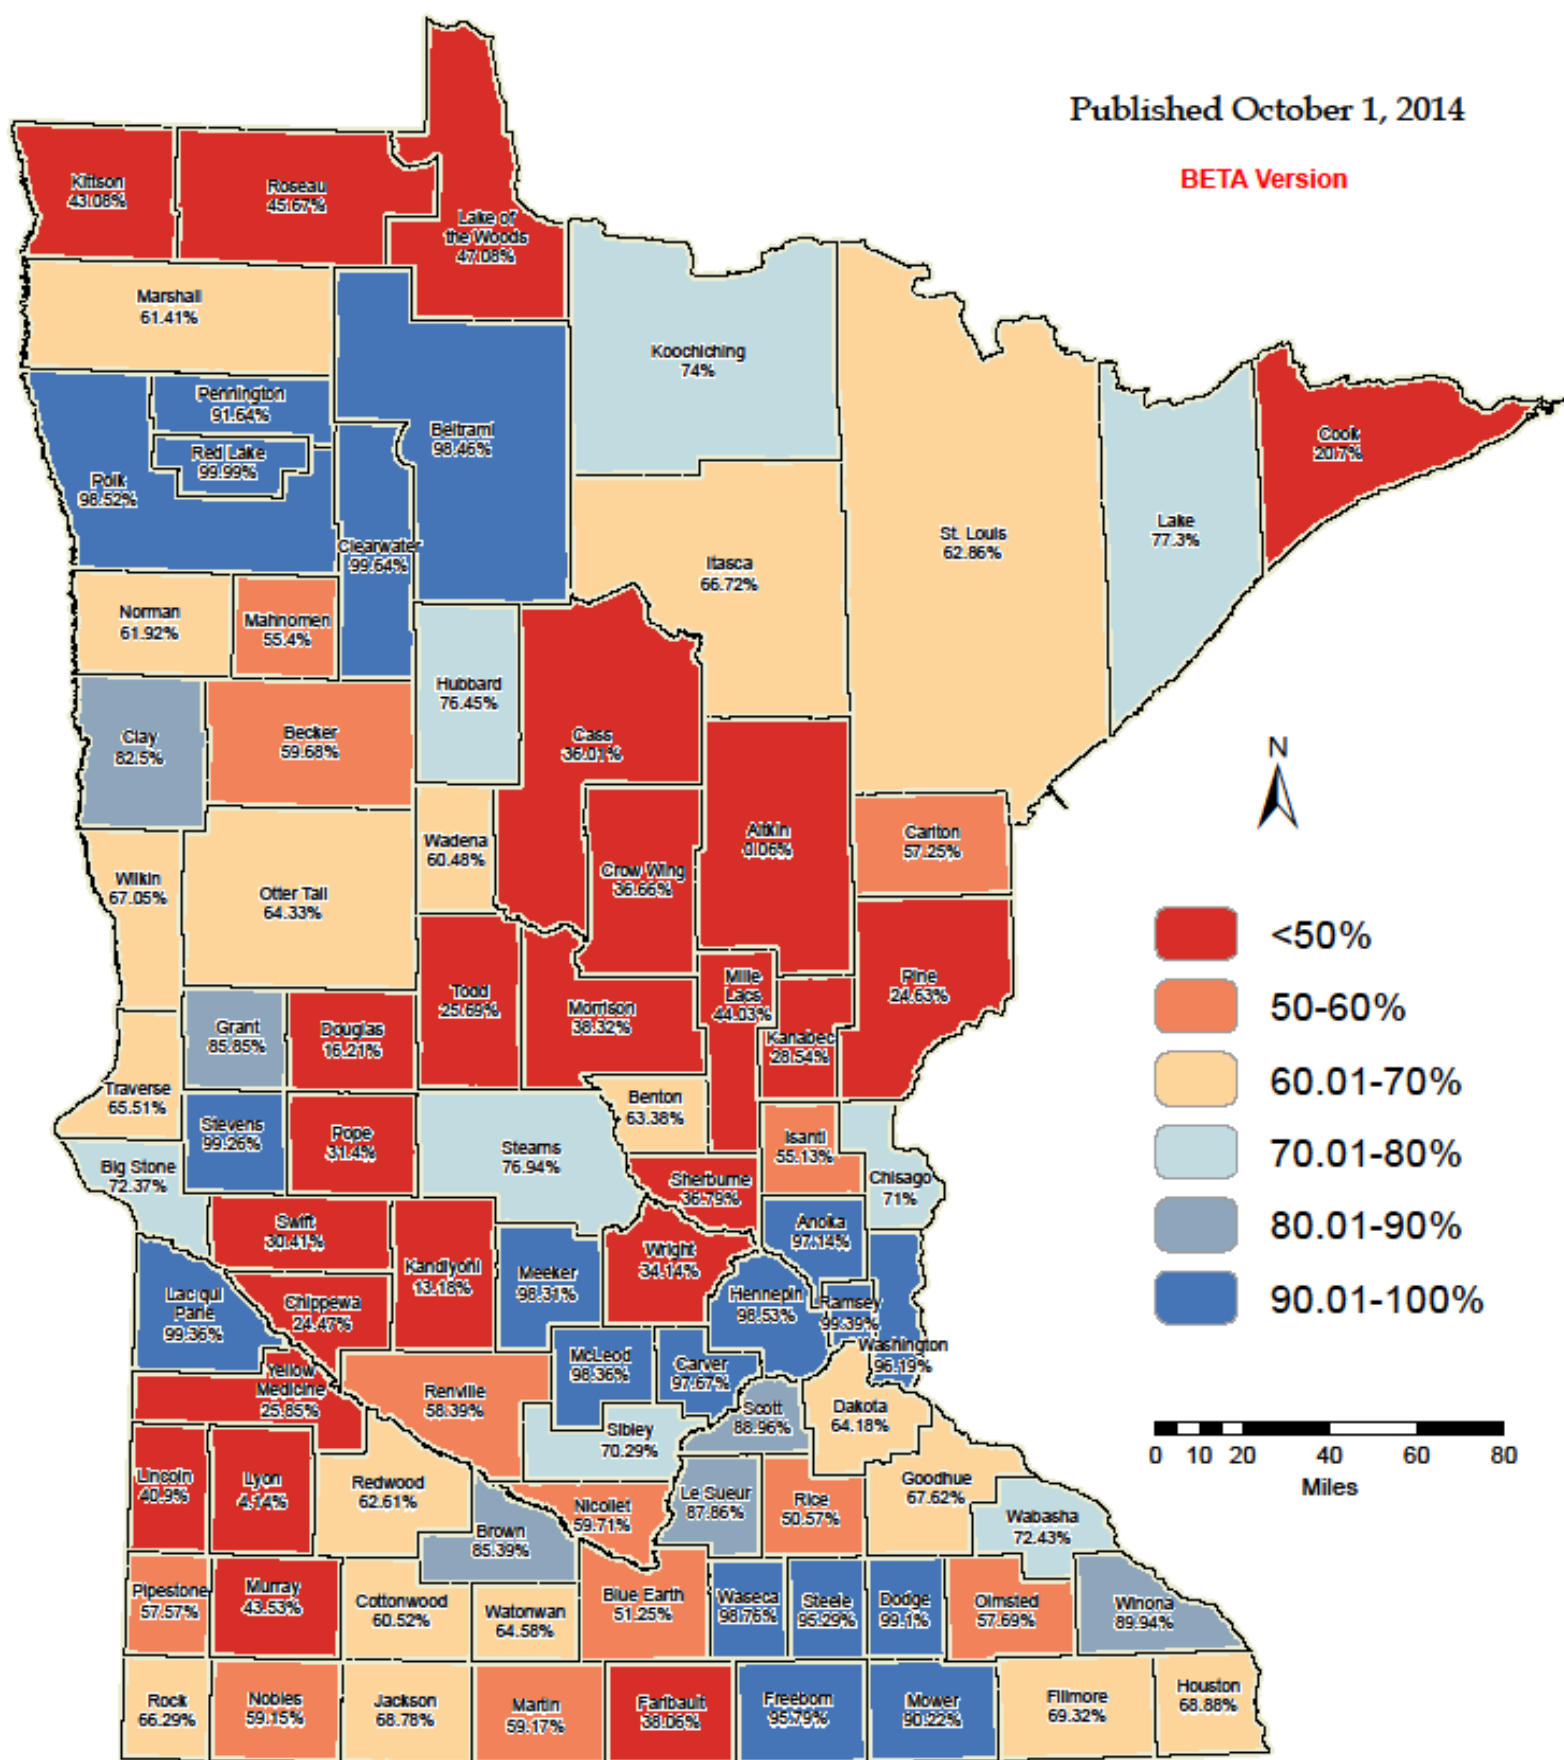 Published October 1, 2014
BETA Version
Kittson
43.08%
Roseau
45.67%
Lake of
the Woods
47.08%
Marshall
61.41%
Koochiching
74%
Pennington
91.64%
Red Lake
99.99%
Polk
98.52%
Beltrami
98.46%
Clearwater
99.64%
Cook
20.7%
Lake
77.3%
St. Louis
62.86%
Itasca
66.72%
Norman
61.92%
Mahnomen
55.4%
Hubbard
76.45%
Clay
82.5%
Becker
59.68%
Cass
36.01%
N
Wadena
60.48%
Aitkin
0.06%
Carlton
57.25%
Crow Wing
36.66%
Wilkin
67.05%
Otter Tail
64.33%
<50%
50-60%
60.01-70%
70.01-80%
80.01-90%
90.01-100%
Todd
25.69%
Morrison
38.32%
Mille
Lacs
44.03%
Pine
24.63%
Kanabec
28.54%
Grant
85.85%
Douglas
16.21%
Traverse
65.51%
Benton
63.38%
Stevens
99.26%
Pope
31.4%
Stearns
76.94%
Isanti
55.13%
Big Stone
72.37%
Sherburne
36.79%
Chisago
71%
Swift
30.41%
Anoka
97.14%
Kandiyohi
13.18%
Meeker
98.31%
Wright
34.14%
Lac qui
Parle
99.36%
Chippewa
24.47%
Hennepin
98.53%
Ramsey
99.39%
Washington
96.19%
McLeod
98.36%
Carver
97.67%
Yellow
Medicine
25.85%
Renville
58.39%
Scott
88.96%
Dakota
64.18%
Sibley
70.29%
0 10 20 40 60 80
Miles
Lincoln
40.9%
Lyon
4.14%
Redwood
62.61%
Nicollet
59.71%
Le Sueur
87.86%
Rice
50.57%
Goodhue
67.62%
Wabasha
72.43%
Brown
85.39%
Pipestone
57.57%
Murray
43.53%
Cottonwood
60.52%
Watonwan
64.58%
Blue Earth
51.25%
Waseca
98.76%
Steele
95.29%
Dodge
99.1%
Olmsted
57.69%
Winona
89.94%
Rock
66.29%
Nobles
59.15%
Jackson
68.78%
Martin
59.17%
Faribault
38.06%
Freeborn
95.79%
Mower
90.22%
Fillmore
69.32%
Houston
68.88%